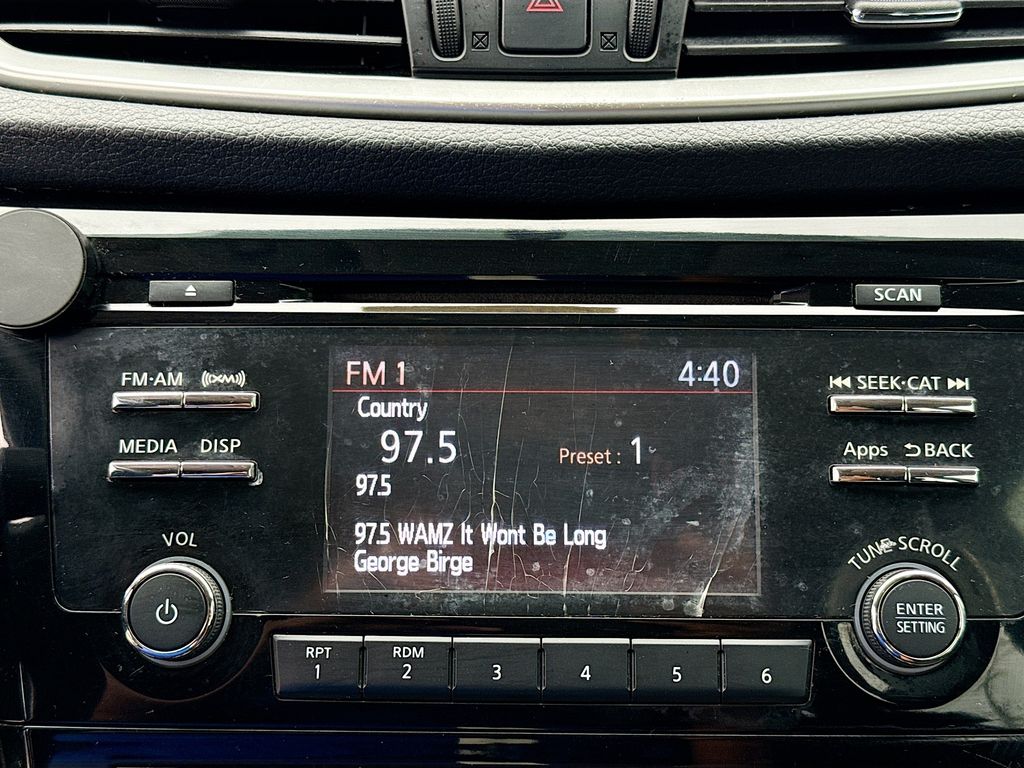 SCAN
FM·AM ((XM))
MEDIA DISP
VOL
FM 1 4:40
Country
97.5 Preset : 1
97.5
97.5 WAMZ It Wont Be Long
George Birge
SEEK·CAT
Apps BACK
TUNE·SCROLL
ENTER
SETTING
RPT RDM
1 2 3 4 5 6